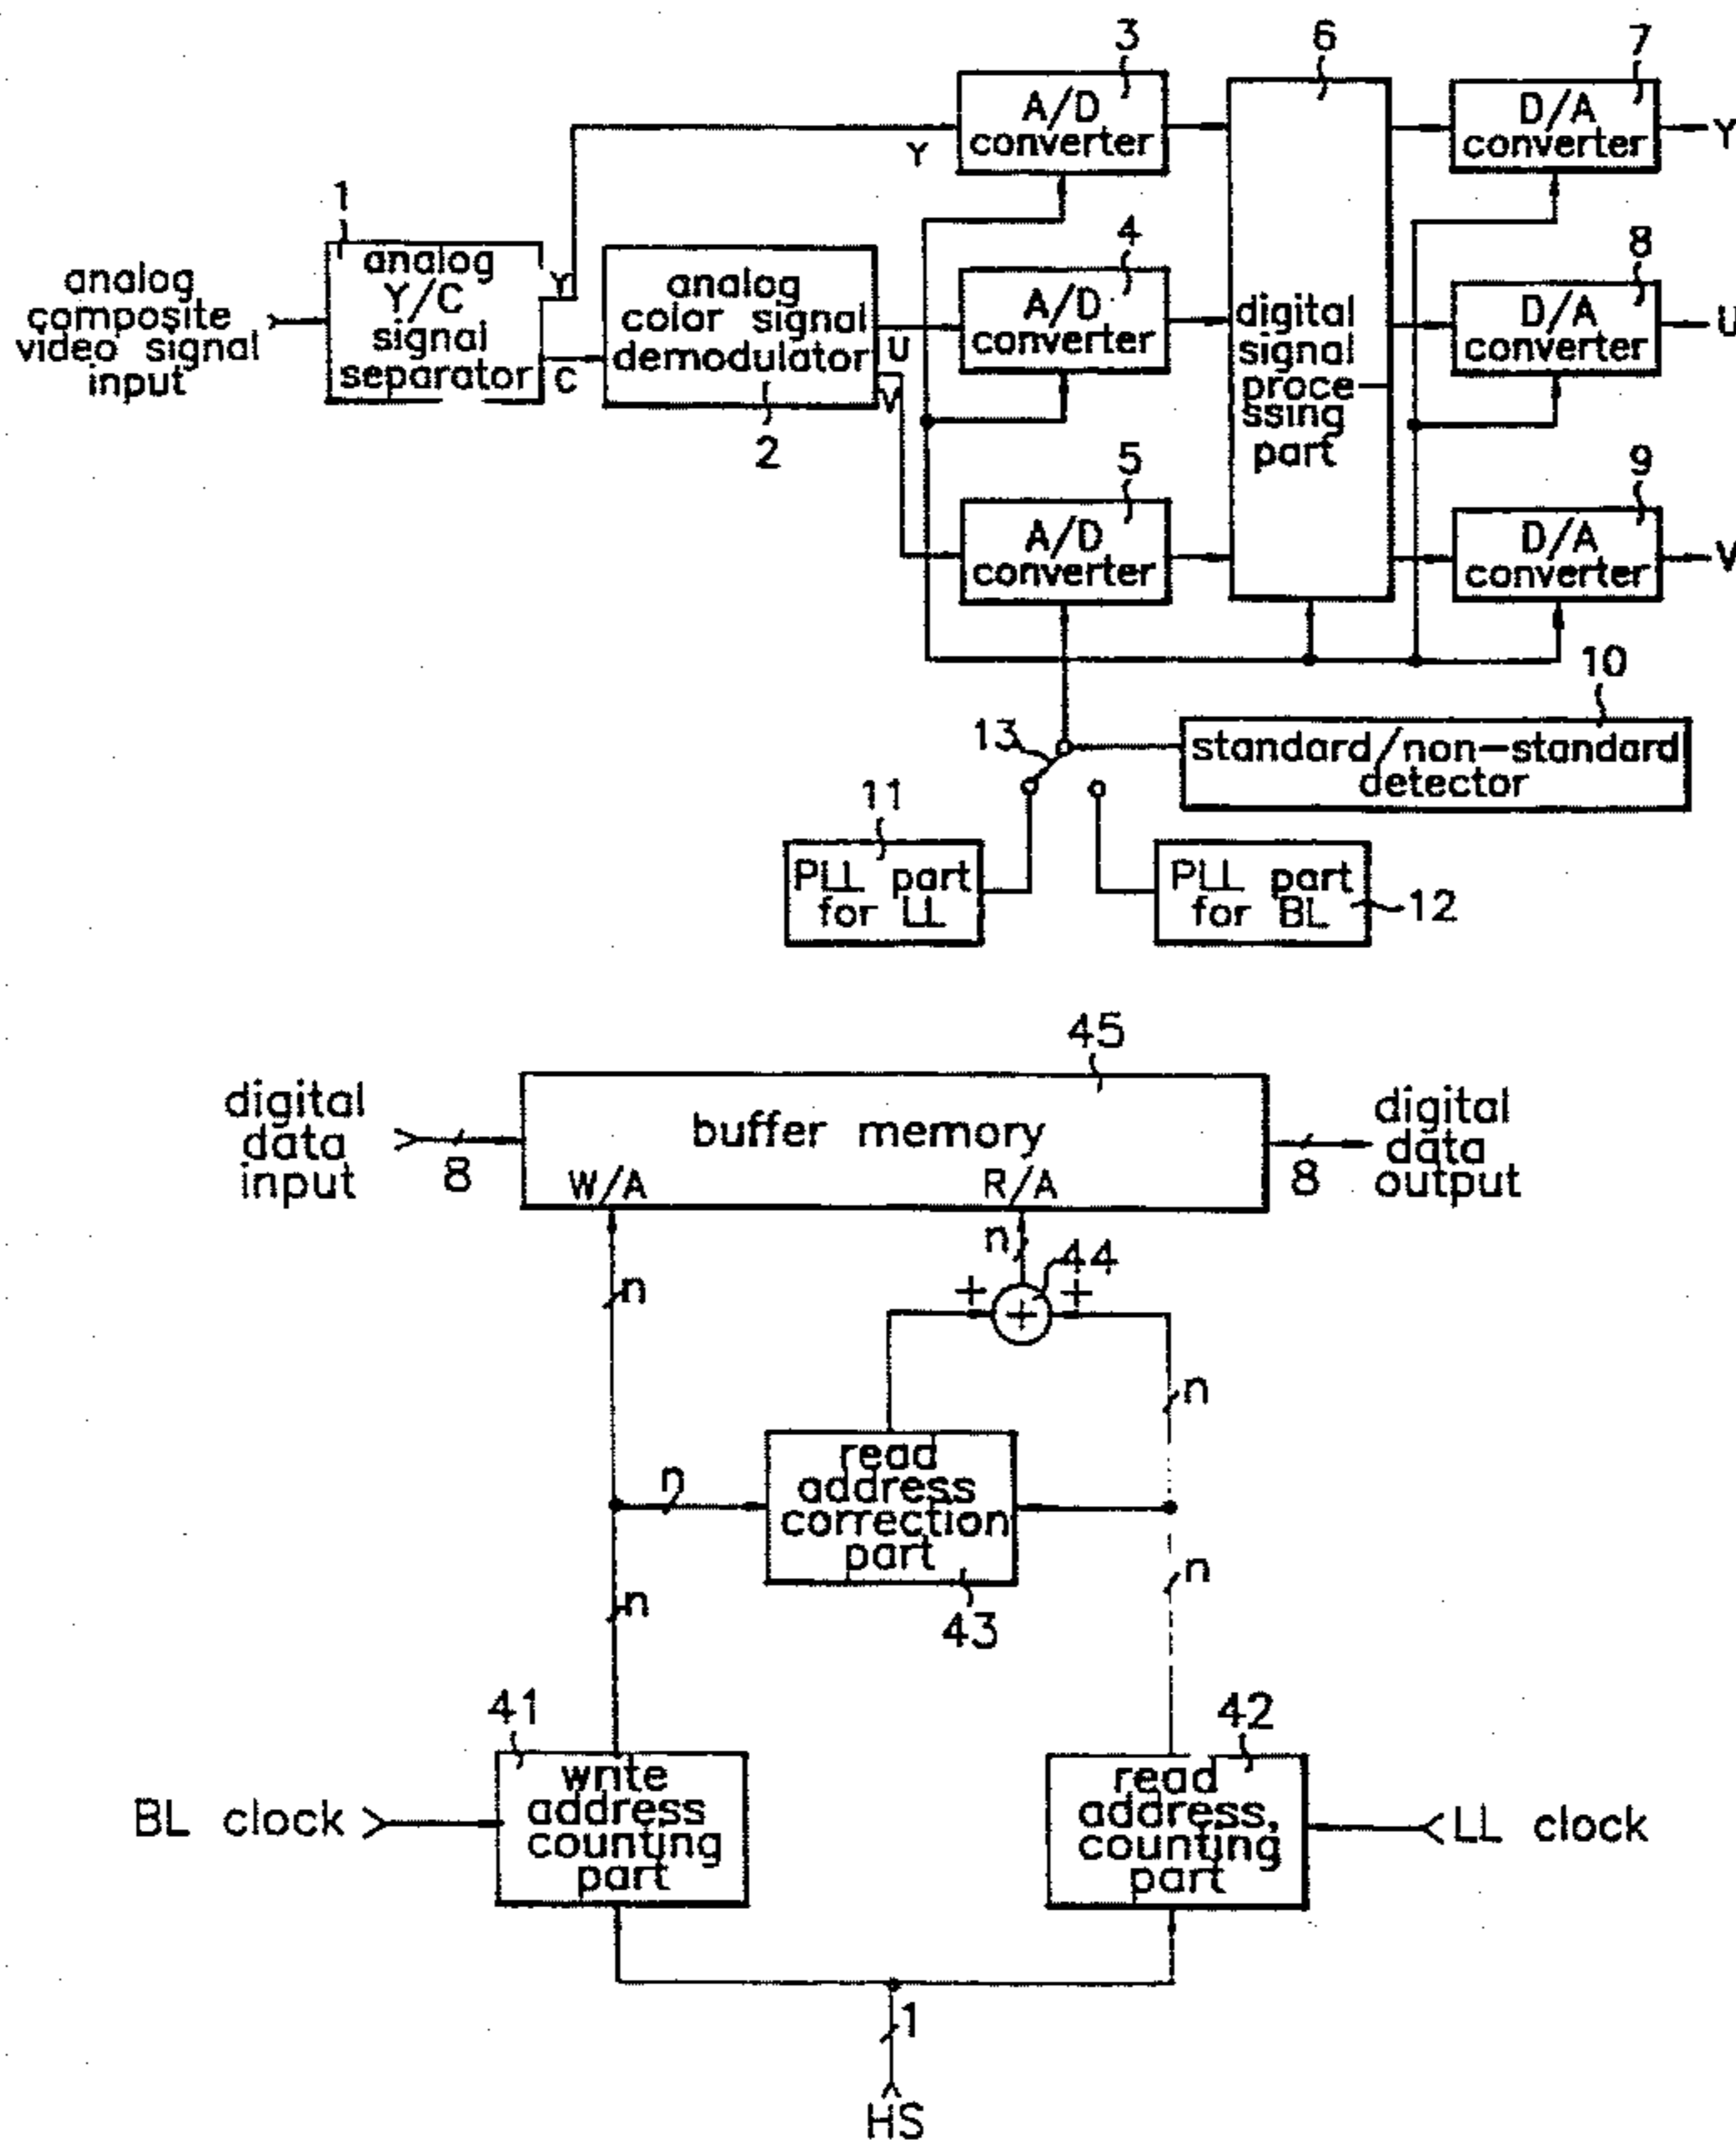 3
6
7
A/D
converter
D/A
converter
Y
Y
1
analog
composite
video signal
input
analog
Y/C
signal
separator
Y
C
analog
color signal
demodulator
2
U
V
4
A/D
converter
digital
signal
proce
ssing
part
8
D/A
converter
U
5
A/D
converter
9
D/A
converter
V
10
standard/non-standard
detector
13
11
PLL part
for LL
PLL part
for BL
12
45
digital
data
input
8
buffer memory
W/A
R/A
8
digital
data
output
n
n
44
+
+
+
n
n
read
address
correction
part
43
n
n
41
wnte
address
counting
part
BL clock
42
read
address,
counting
part
LL clock
1
HS